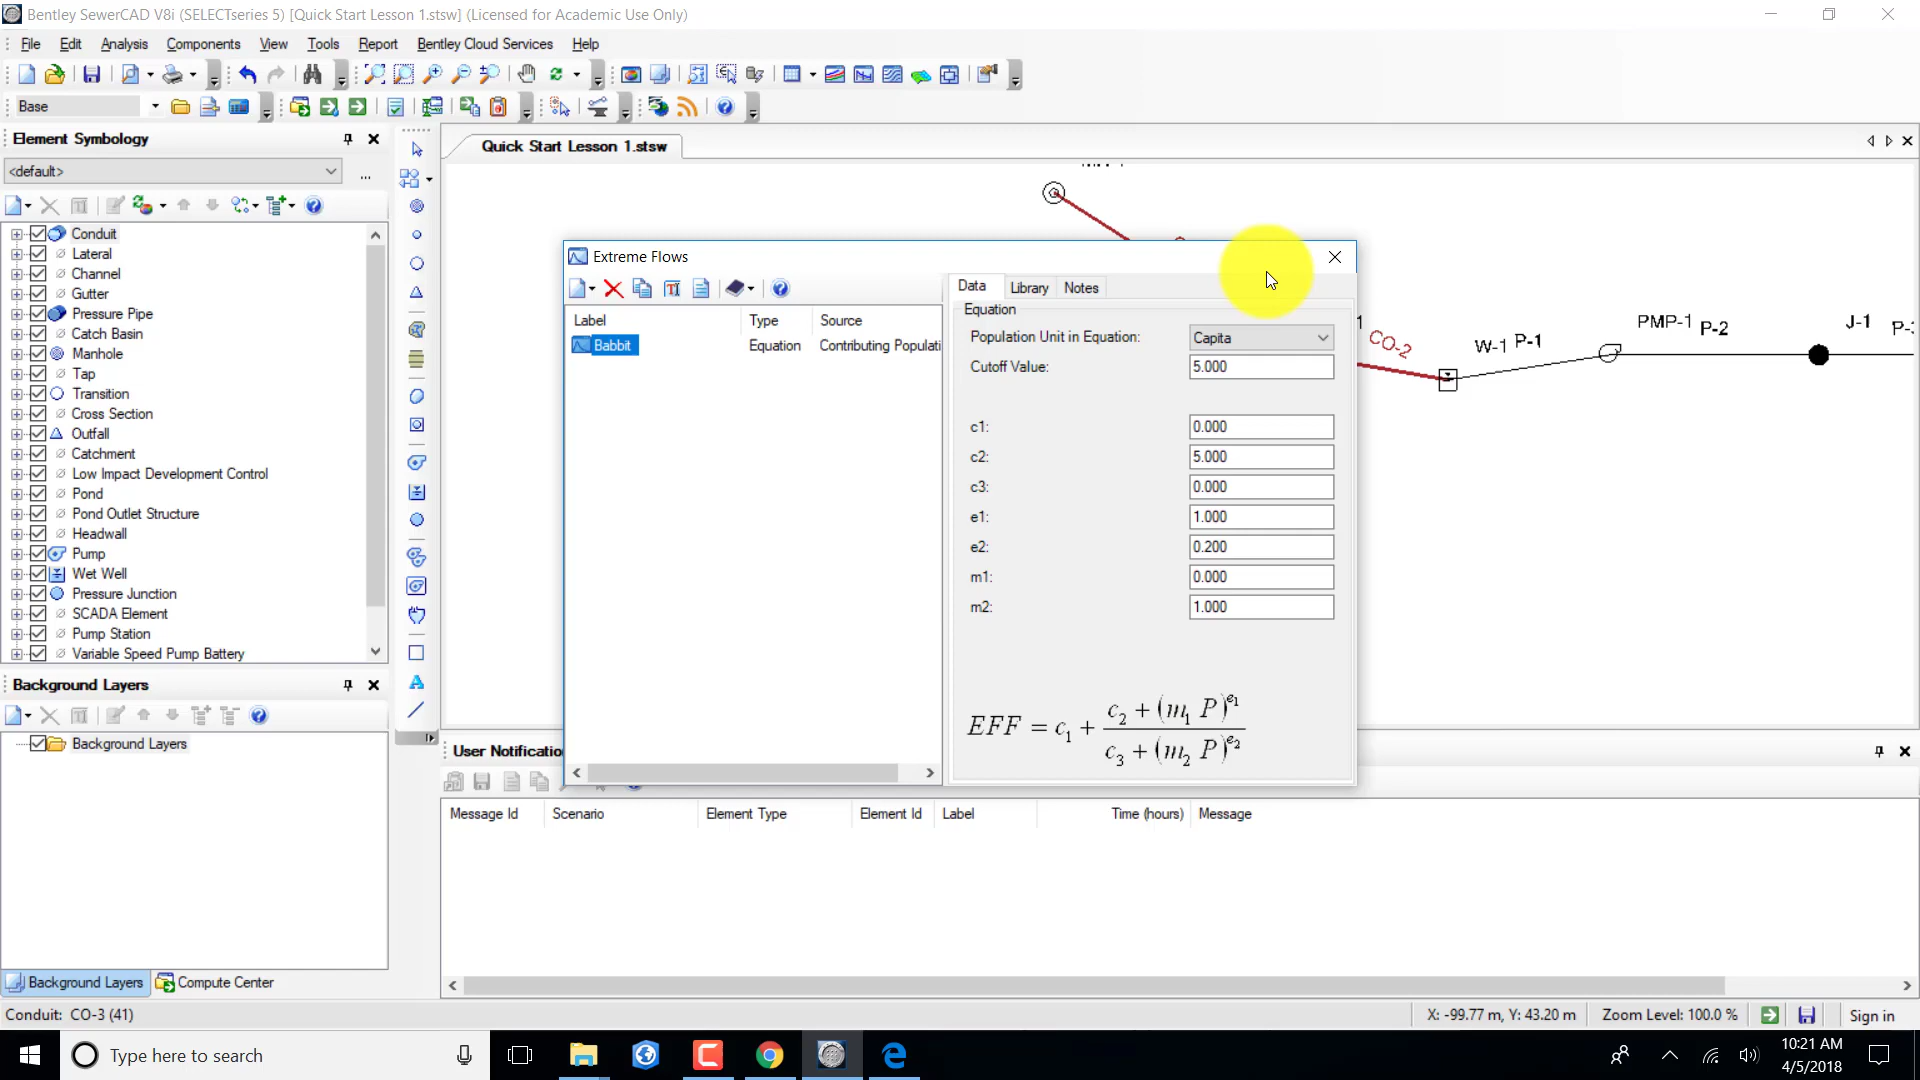 Bentley SewerCAD V8i (SELECTseries 5) [Quick Start Lesson 1.stsw] (Licensed for Academic Use Only)
File Edit Analysis Components View Tools Report Bentley Cloud Services Help
Base
Element Symbology
<default>
...
Conduit
Lateral
Channel
Gutter
Pressure Pipe
Catch Basin
Manhole
Tap
Transition
Cross Section
Outfall
Catchment
Low Impact Development Control
Pond
Pond Outlet Structure
Headwall
Pump
Wet Well
Pressure Junction
SCADA Element
Pump Station
Variable Speed Pump Battery
Background Layers
Background Layers
Background Layers Compute Center
Quick Start Lesson 1.stsw
CO-2
W-1 P-1
PMP-1 P-2
J-1
Extreme Flows
Label Type Source
Babbit Equation Contributing Populati
Data Library Notes
Equation
Population Unit in Equation: Capita
Cutoff Value: 5.000
c1: 0.000
c2: 5.000
c3: 0.000
e1: 1.000
e2: 0.200
m1: 0.000
m2: 1.000
EFF = c1 + (c2 + (m1 P)^e1) / (c3 + (m2 P)^e2)
User Notificatio
Message Id Scenario Element Type Element Id Label Time (hours) Message
Conduit: CO-3 (41)
X: -99.77 m, Y: 43.20 m Zoom Level: 100.0 % Sign in
Type here to search
10:21 AM
4/5/2018